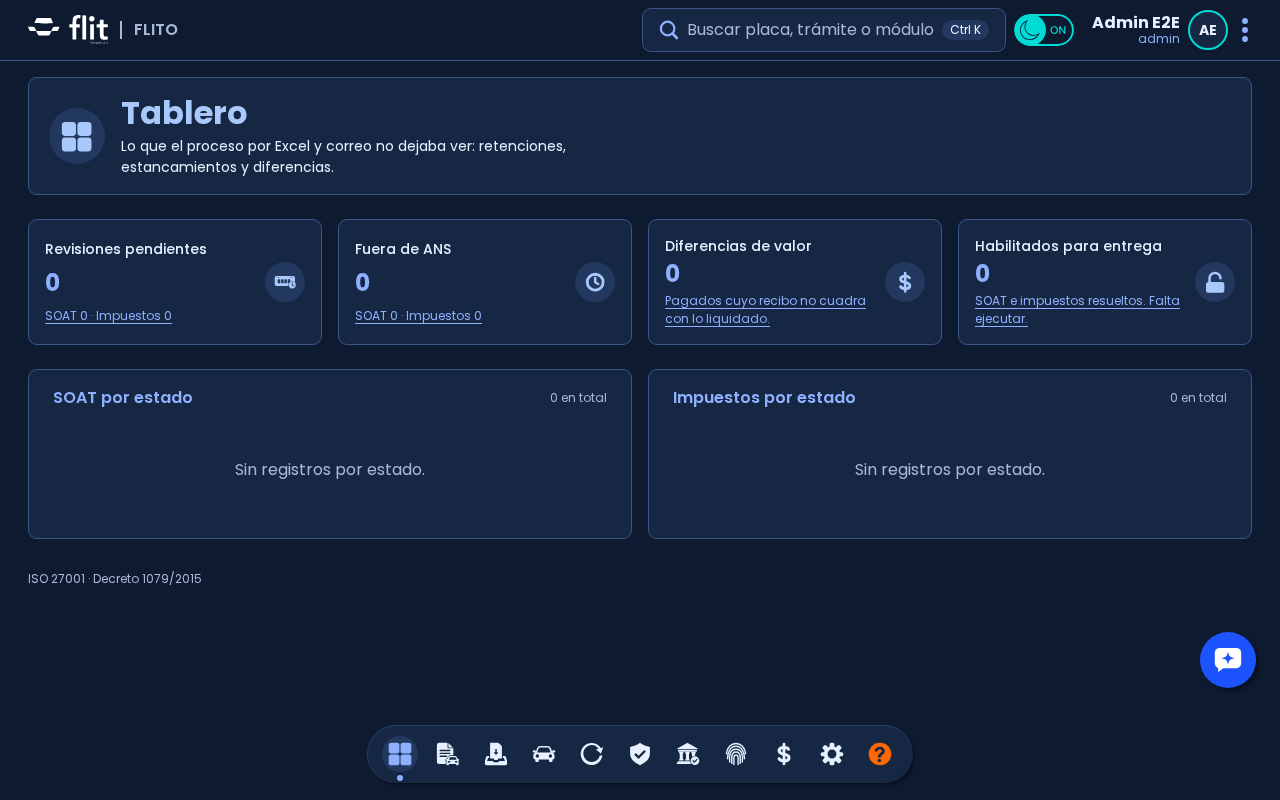 flit
FLITO
Buscar placa, trámite o módulo
Ctrl K
ON
Admin E2E
admin
AE
Tablero
Lo que el proceso por Excel y correo no dejaba ver: retenciones,
estancamientos y diferencias.
Revisiones pendientes
0
SOAT 0 · Impuestos 0
Fuera de ANS
0
SOAT 0 · Impuestos 0
Diferencias de valor
0
Pagados cuyo recibo no cuadra
con lo liquidado.
$
Habilitados para entrega
0
SOAT e impuestos resueltos. Falta
ejecutar.
SOAT por estado
0 en total
Sin registros por estado.
Impuestos por estado
0 en total
Sin registros por estado.
ISO 27001 · Decreto 1079/2015
$
?